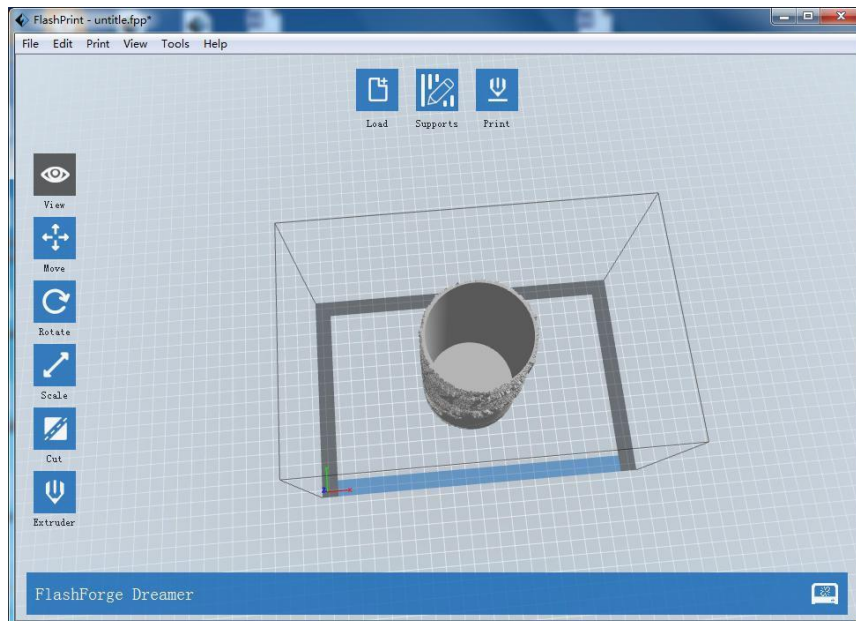 FlashPrint - untitle.fpp*
File Edit Print View Tools Help
Load Supports Print
View
Move
Rotate
Scale
Cut
Extruder
FlashForge Dreamer